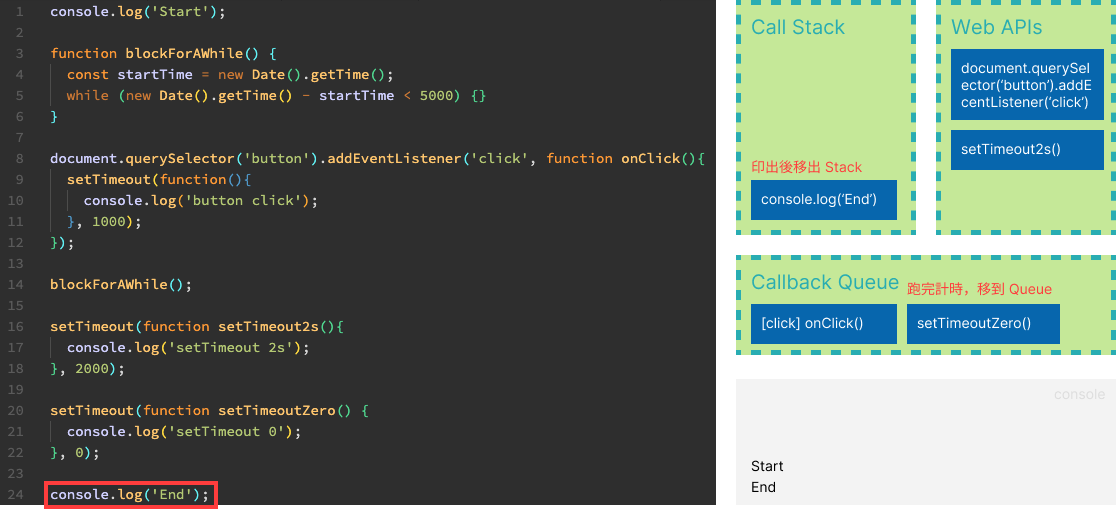 1 console.log('Start');
2
3 function blockForAWhile() {
4 const startTime = new Date().getTime();
5 while (new Date().getTime() - startTime < 5000) {}
6 }
7
8 document.querySelector('button').addEventListener('click', function onClick(){
9 setTimeout(function(){
10 console.log('button click');
11 }, 1000);
12 });
13
14 blockForAWhile();
15
16 setTimeout(function setTimeout2s(){
17 console.log('setTimeout 2s');
18 }, 2000);
19
20 setTimeout(function setTimeoutZero() {
21 console.log('setTimeout 0');
22 }, 0);
23
24 console.log('End');
Call Stack
印出後移出 Stack
console.log(‘End’)
Web APIs
document.querySel
ector(‘button’).addE
centListener(‘click’)
setTimeout2s()
Callback Queue
跑完計時，移到 Queue
[click] onClick()
setTimeoutZero()
console
Start
End